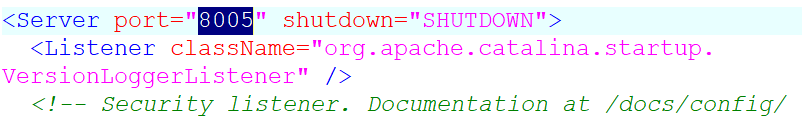 <Server port="8005" shutdown="SHUTDOWN">
<Listener className="org.apache.catalina.startup.
VersionLoggerListener" />
<!-- Security listener. Documentation at /docs/config/